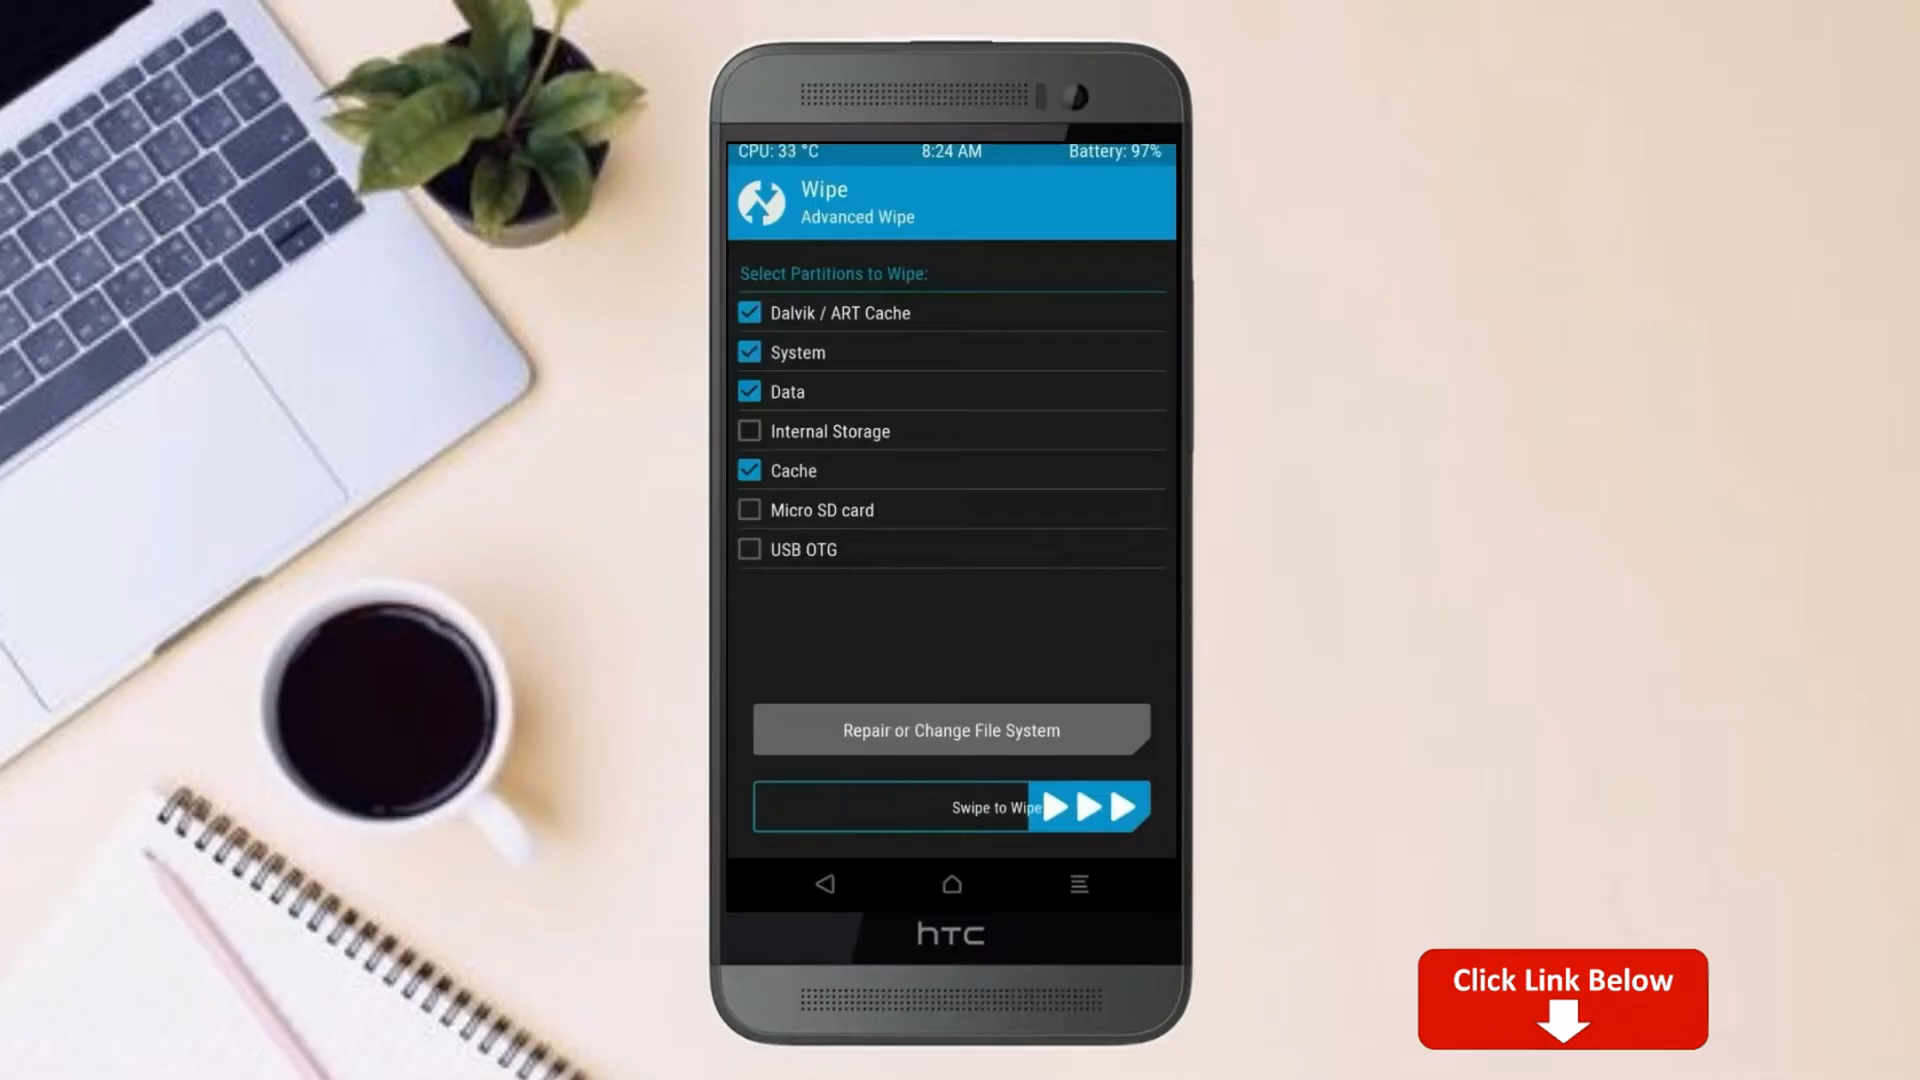 CPU: 33 °C 8:24 AM Battery: 97%
Wipe
Advanced Wipe
Select Partitions to Wipe:
Dalvik / ART Cache
System
Data
Internal Storage
Cache
Micro SD card
USB OTG
Repair or Change File System
Swipe to Wipe
hTC
Click Link Below